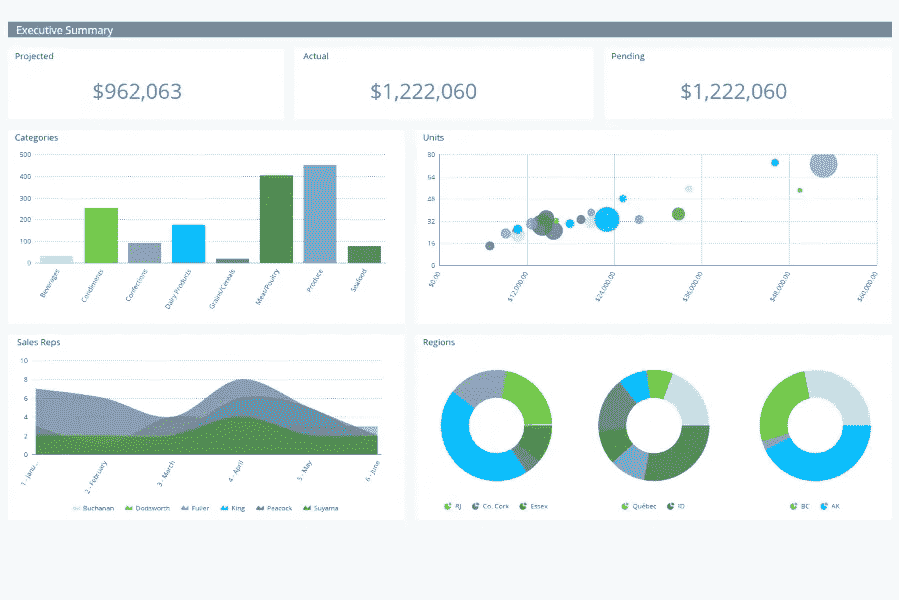 Executive Summary
Projected
Actual
Pending
$962,063
$1,222,060
$1,222,060
Categories
500
400
300
200
100
0
Beverages
Condiments
Confections
Dairy Products
Grains/Cereals
Meat/Poultry
Produce
Seafood
Units
80
64
48
32
16
0
$0.00
$12,000.00
$24,000.00
$36,000.00
$48,000.00
$60,000.00
Sales Reps
10
8
6
4
2
0
1 - Janu...
2 - February
3 - March
4 - April
5 - May
6 - June
Buchanan
Dodsworth
Fuller
King
Peacock
Suyama
Regions
RJ
Co. Cork
Essex
Québec
ID
BC
AK